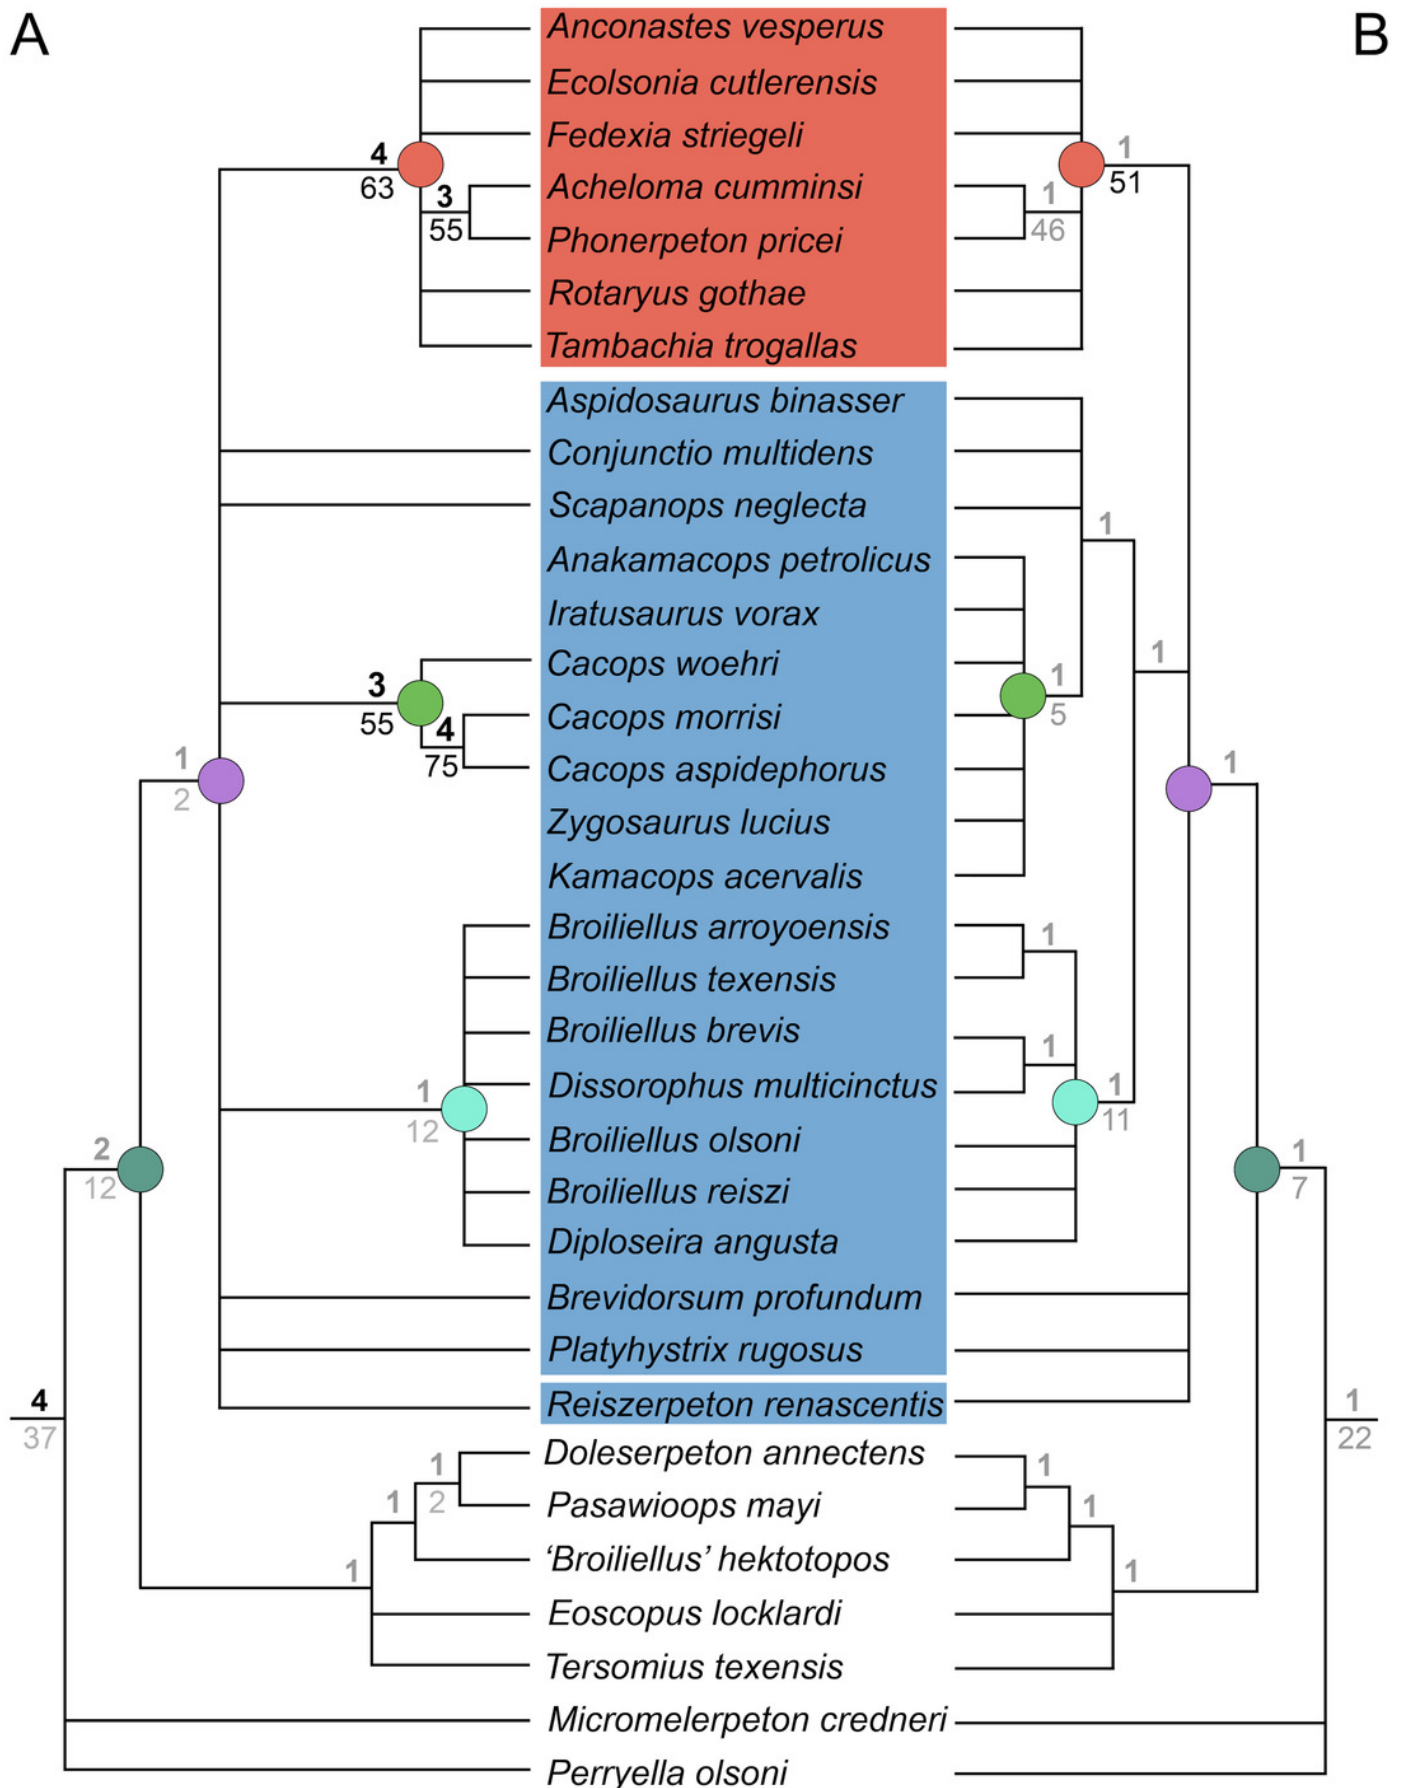 A
B
Anconastes vesperus
Ecolsonia cutlerensis
Fedexia striegeli
4
63
1
51
Acheloma cumminsi
3
55
1
46
Phonerpeton pricei
Rotaryus gothae
Tambachia trogallas
Aspidosaurus binasser
Conjunctio multidens
Scapanops neglecta
1
Anakamacops petrolicus
Iratusaurus vorax
1
Cacops woehri
3
55
1
5
Cacops morrisi
4
75
Cacops aspidephorus
1
2
1
Zygosaurus lucius
Kamacops acervalis
Broiliellus arroyoensis
1
Broiliellus texensis
Broiliellus brevis
1
Dissorophus multicinctus
1
12
1
11
Broiliellus olsoni
2
12
1
7
Broiliellus reiszi
Diploseira angusta
Brevidorsum profundum
Platyhystrix rugosus
Reiszerpeton renascentis
4
37
1
22
Doleserpeton annectens
1
2
1
Pasawioops mayi
1
1
‘Broiliellus’ hektotopos
1
1
Eoscopus locklardi
Tersomius texensis
Micromelerpeton credneri
Perryella olsoni